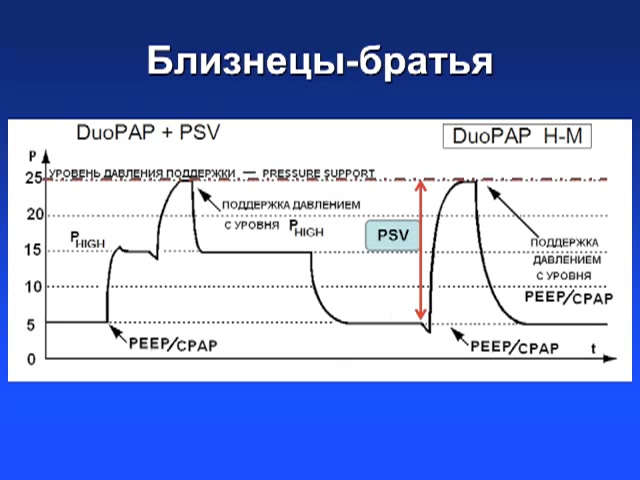 Близнецы-братья
DuoPAP + PSV
DuoPAP H-M
P
25
УРОВЕНЬ ДАВЛЕНИЯ ПОДДЕРЖКИ — PRESSURE SUPPORT
ПОДДЕРЖКА ДАВЛЕНИЕМ
С УРОВНЯ PHIGH
20
PHIGH
PSV
15
ПОДДЕРЖКА
ДАВЛЕНИЕМ
С УРОВНЯ
PEEP/CPAP
10
5
PEEP/CPAP
PEEP/CPAP
t
0